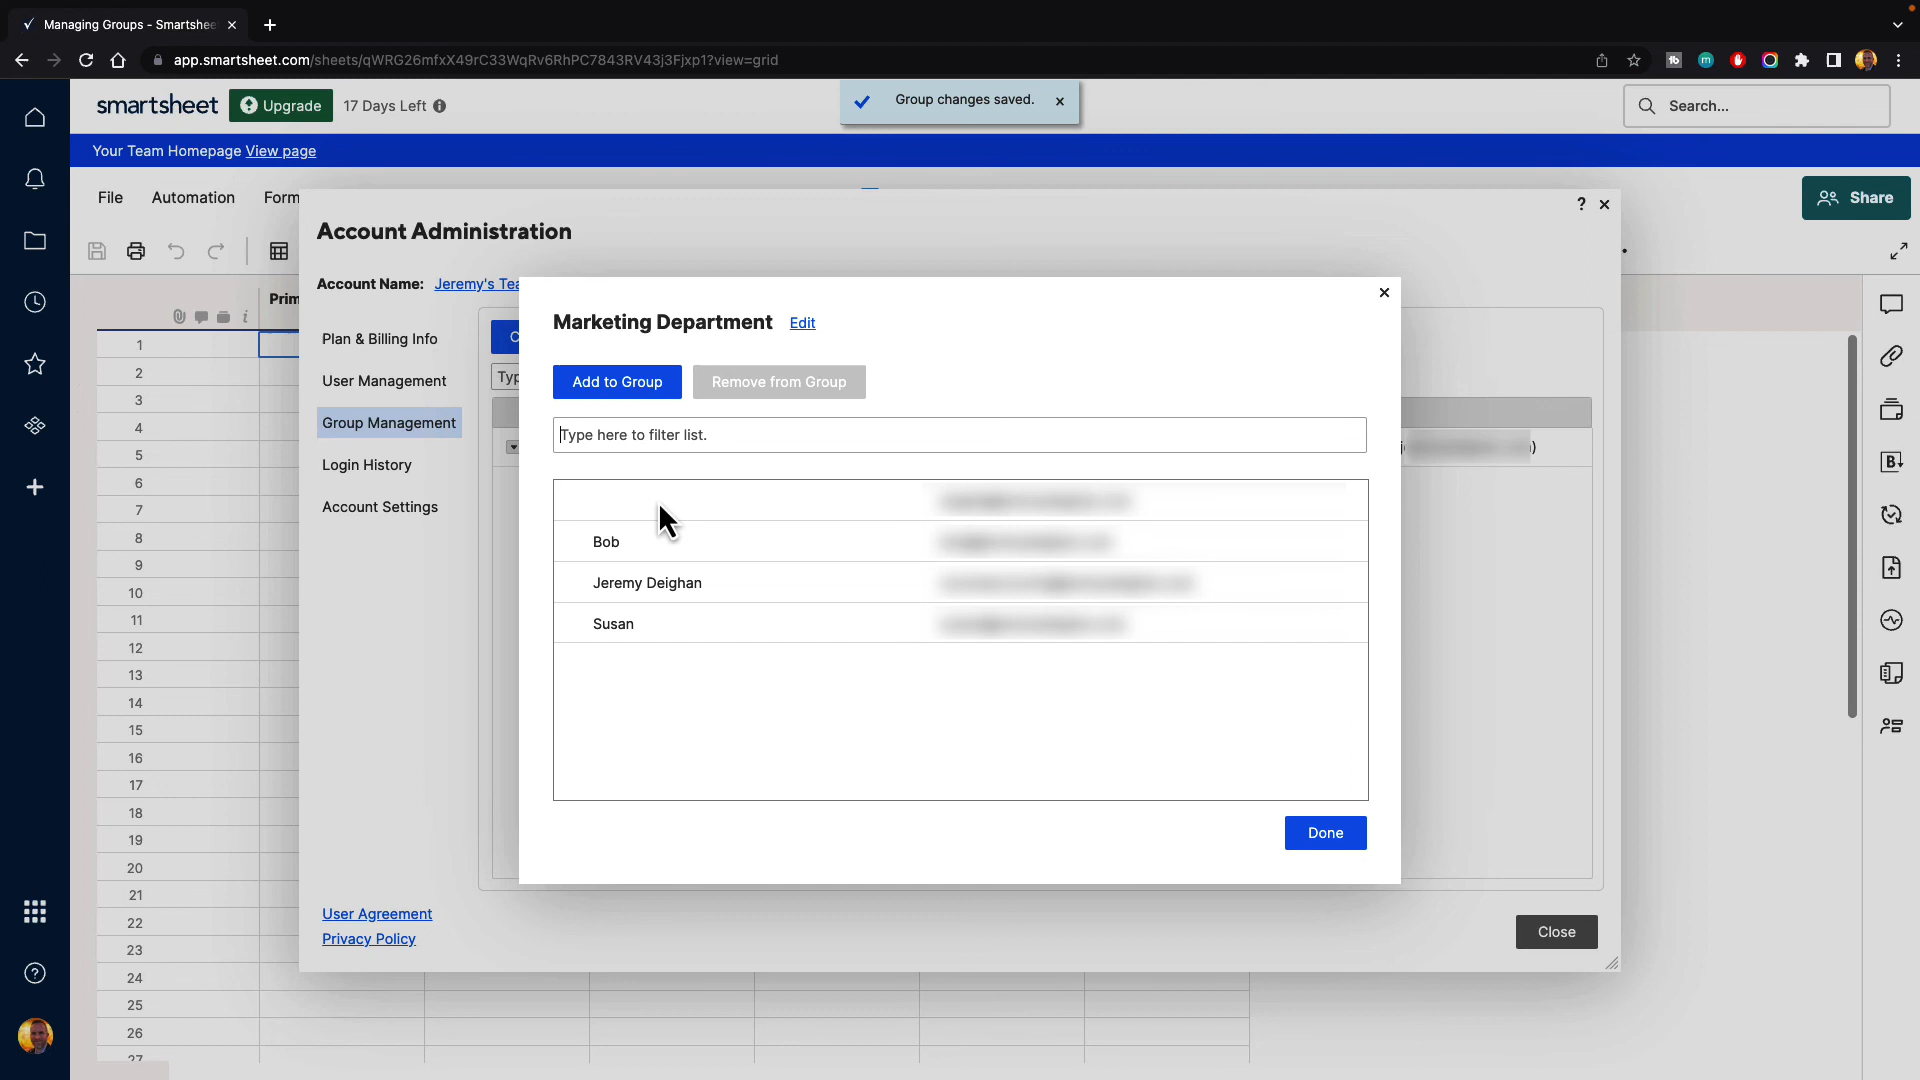 Managing Groups - Smartshee
app.smartsheet.com/sheets/qWRG26mfxX49rC33WqRv6RhPC7843RV43j3Fjxp1?view=grid
smartsheet
Upgrade
17 Days Left
Group changes saved.
Search...
Your Team Homepage View page
File
Automation
Form
Share
Account Administration
Account Name: Jeremy's Tea
Prim
Marketing Department Edit
Plan & Billing Info
User Management
Group Management
Login History
Account Settings
Typ
Add to Group
Remove from Group
Type here to filter list.
Bob
Jeremy Deighan
Susan
Done
User Agreement
Privacy Policy
Close
1
2
3
4
5
6
7
8
9
10
11
12
13
14
15
16
17
18
19
20
21
22
23
24
25
26
27